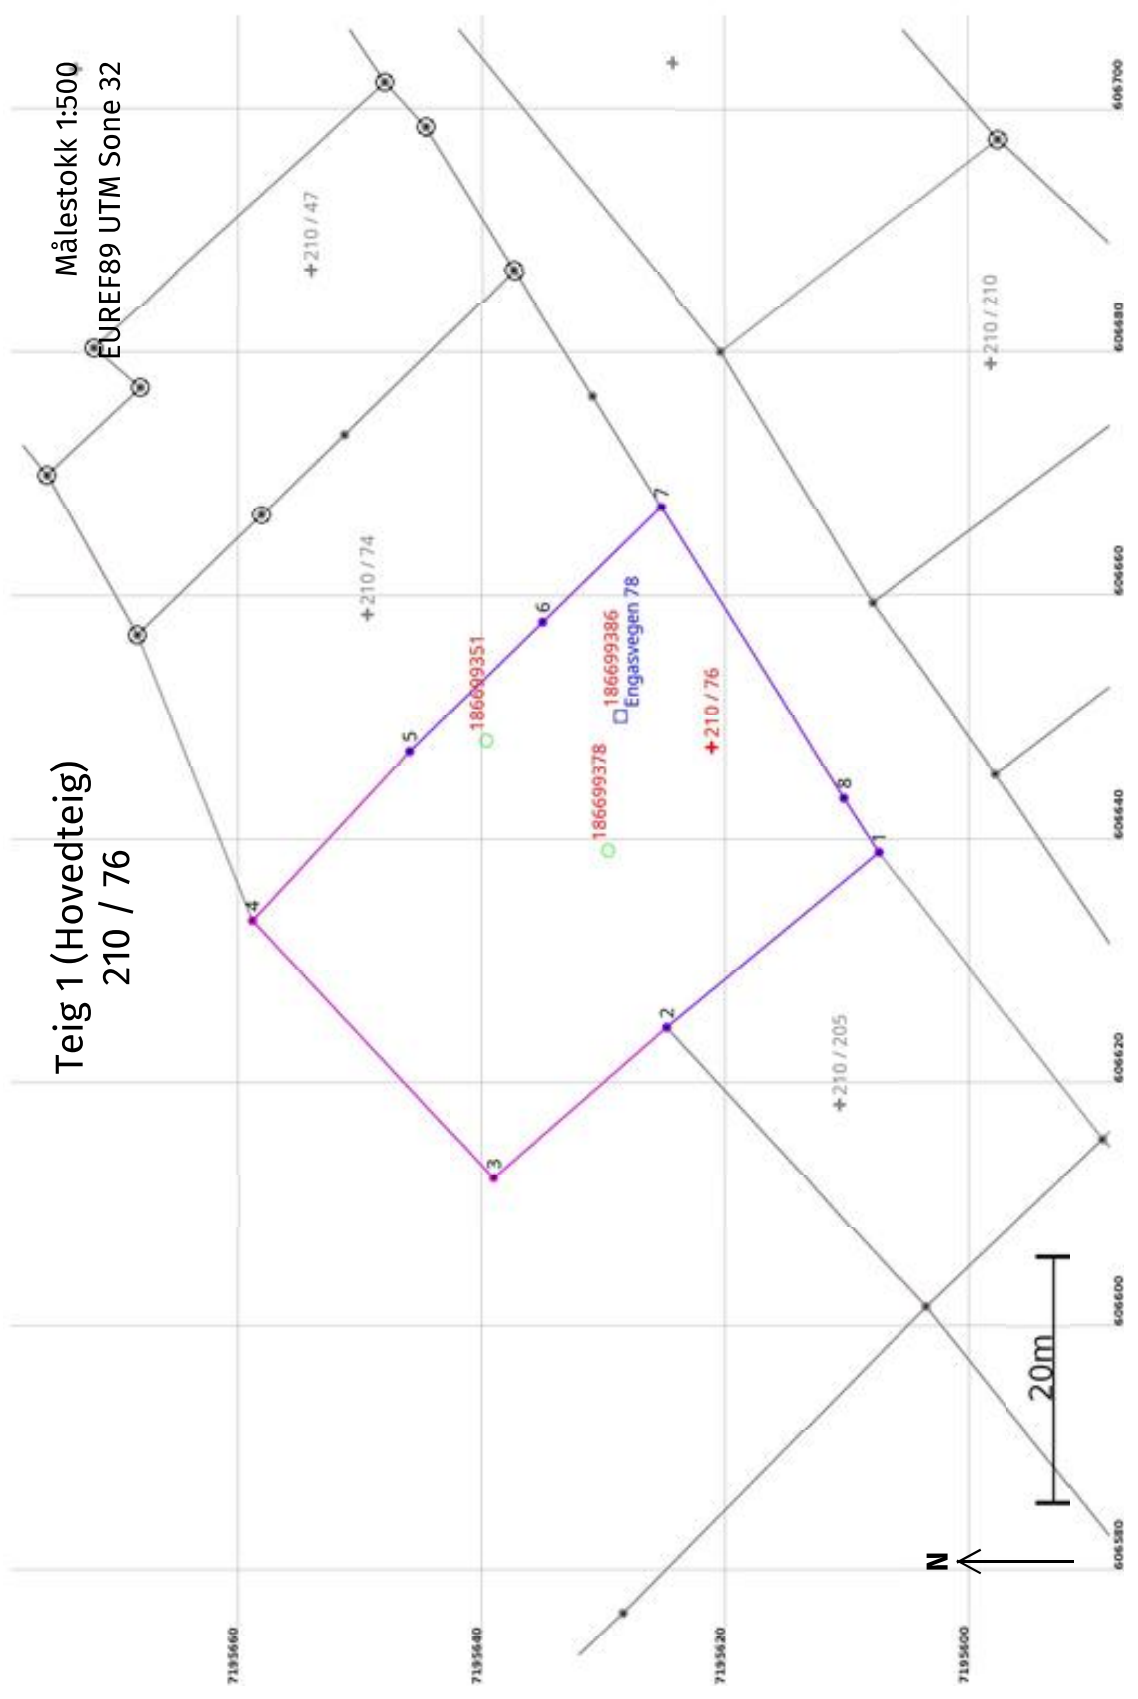 Teig 1 (Hovedteig)
210 / 76
Målestokk 1:500
EUREF89 UTM Sone 32
210 / 47
210 / 74
4
5
186699351
6
7
3
186699378
186699386
Engasvegen 78
2
210 / 76
8
1
210 / 205
210 / 210
20m
N
7195660
7195640
7195620
7195600
606580
606600
606620
606640
606660
606680
606700